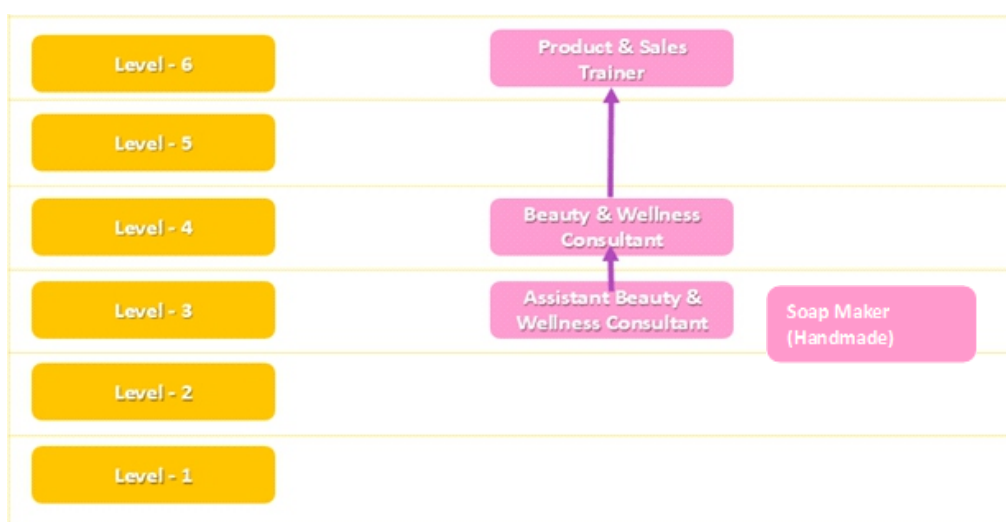 Level - 6
Product & Sales
Trainer
Level - 5
Level - 4
Beauty & Wellness
Consultant
Level - 3
Assistant Beauty &
Wellness Consultant
Soap Maker
(Handmade)
Level - 2
Level - 1